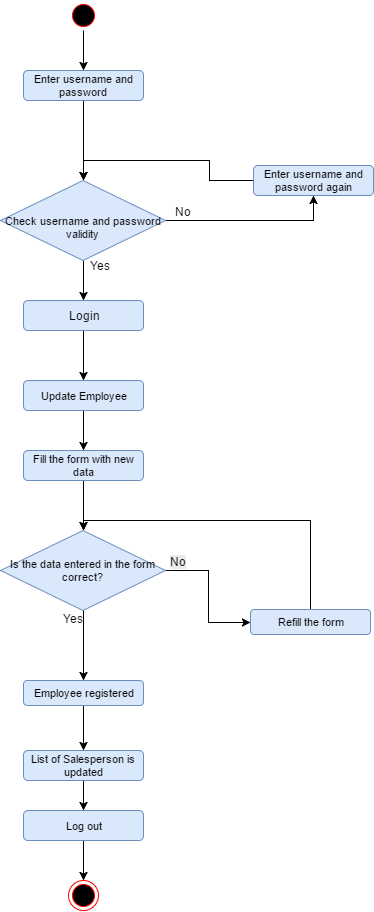 Enter username and
password
Enter username and
password again
No
Check username and password
validity
Yes
Login
Update Employee
Fill the form with new
data
Is the data entered in the form
correct?
No
Yes
Refill the form
Employee registered
List of Salesperson is
updated
Log out